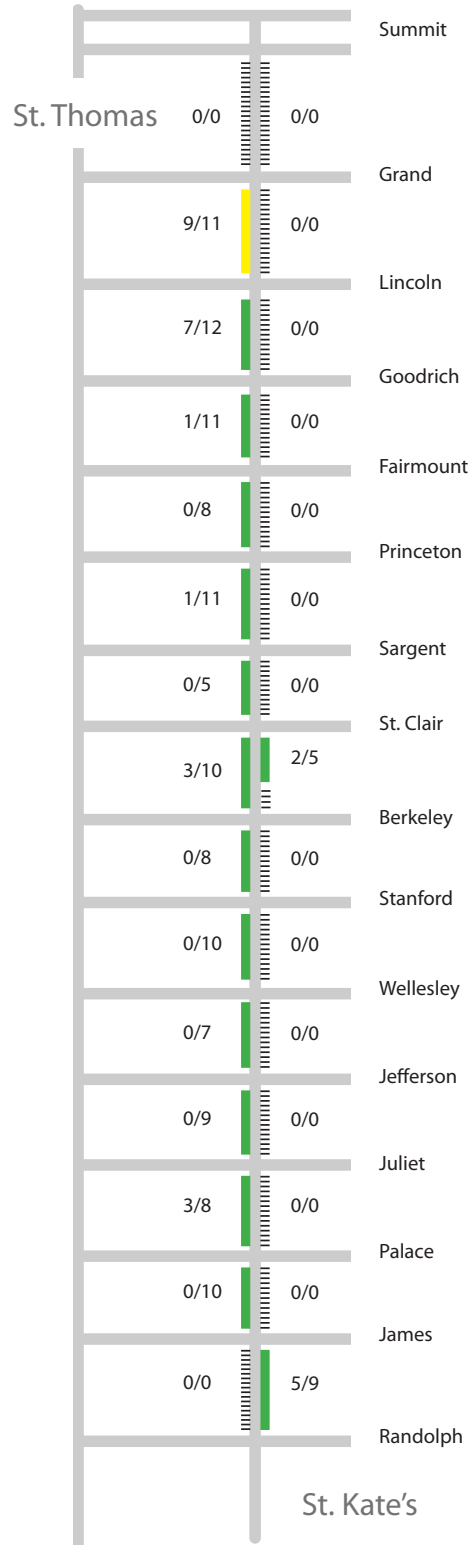 Summit
St. Thomas 0/0 0/0
Grand
9/11 0/0
Lincoln
7/12 0/0
Goodrich
1/11 0/0
Fairmount
0/8 0/0
Princeton
1/11 0/0
Sargent
0/5 0/0
St. Clair
3/10 2/5
Berkeley
0/8 0/0
Stanford
0/10 0/0
Wellesley
0/7 0/0
Jefferson
0/9 0/0
Juliet
3/8 0/0
Palace
0/10 0/0
James
0/0 5/9
Randolph
St. Kate's